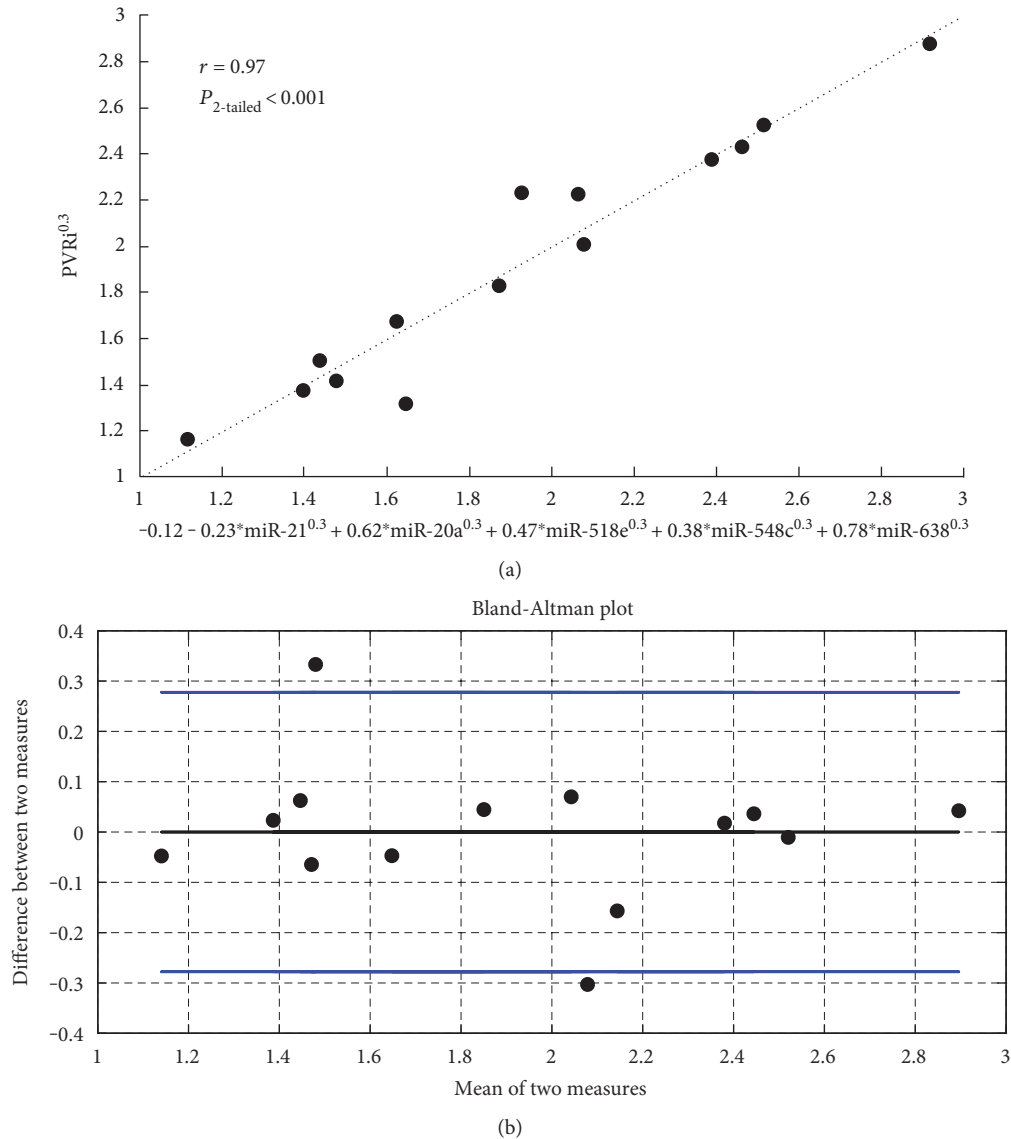 3
2.8
2.6
2.4
2.2
2
1.8
1.6
1.4
1.2
1
r = 0.97
P2-tailed < 0.001
PVRi^0.3
1 1.2 1.4 1.6 1.8 2 2.2 2.4 2.6 2.8 3
−0.12 − 0.23*miR-21^0.3 + 0.62*miR-20a^0.3 + 0.47*miR-518e^0.3 + 0.38*miR-548c^0.3 + 0.78*miR-638^0.3
(a)
Bland-Altman plot
0.4
0.3
0.2
0.1
0
−0.1
−0.2
−0.3
−0.4
Difference between two measures
1 1.2 1.4 1.6 1.8 2 2.2 2.4 2.6 2.8 3
Mean of two measures
(b)